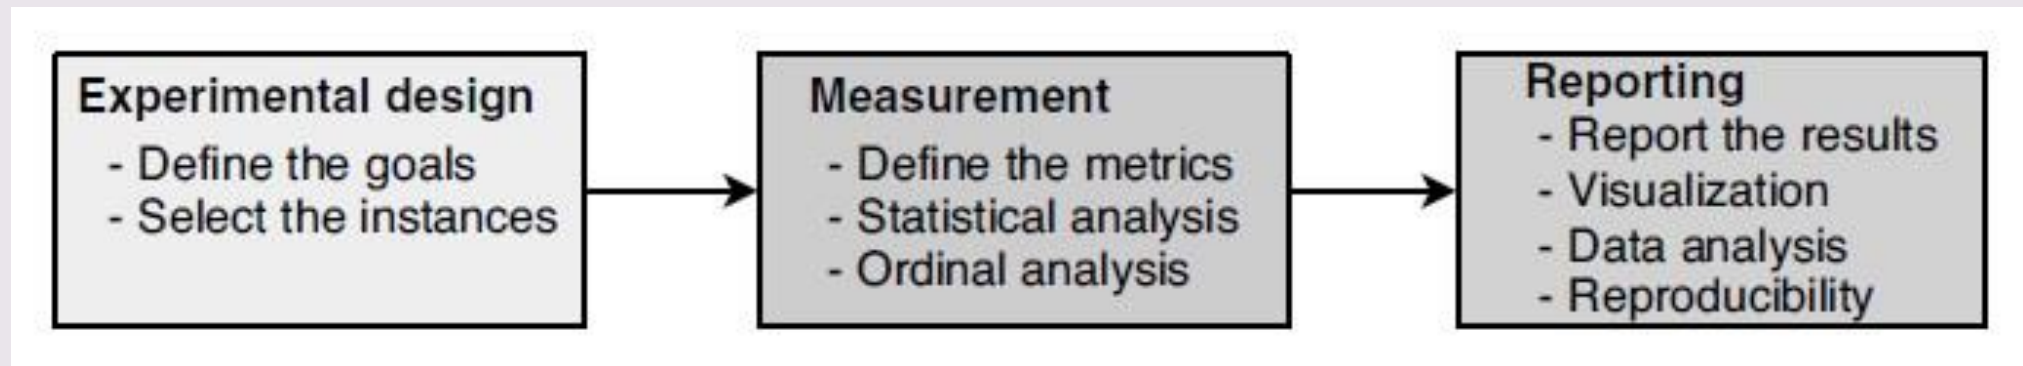 Experimental design
- Define the goals
- Select the instances
Measurement
- Define the metrics
- Statistical analysis
- Ordinal analysis
Reporting
- Report the results
- Visualization
- Data analysis
- Reproducibility